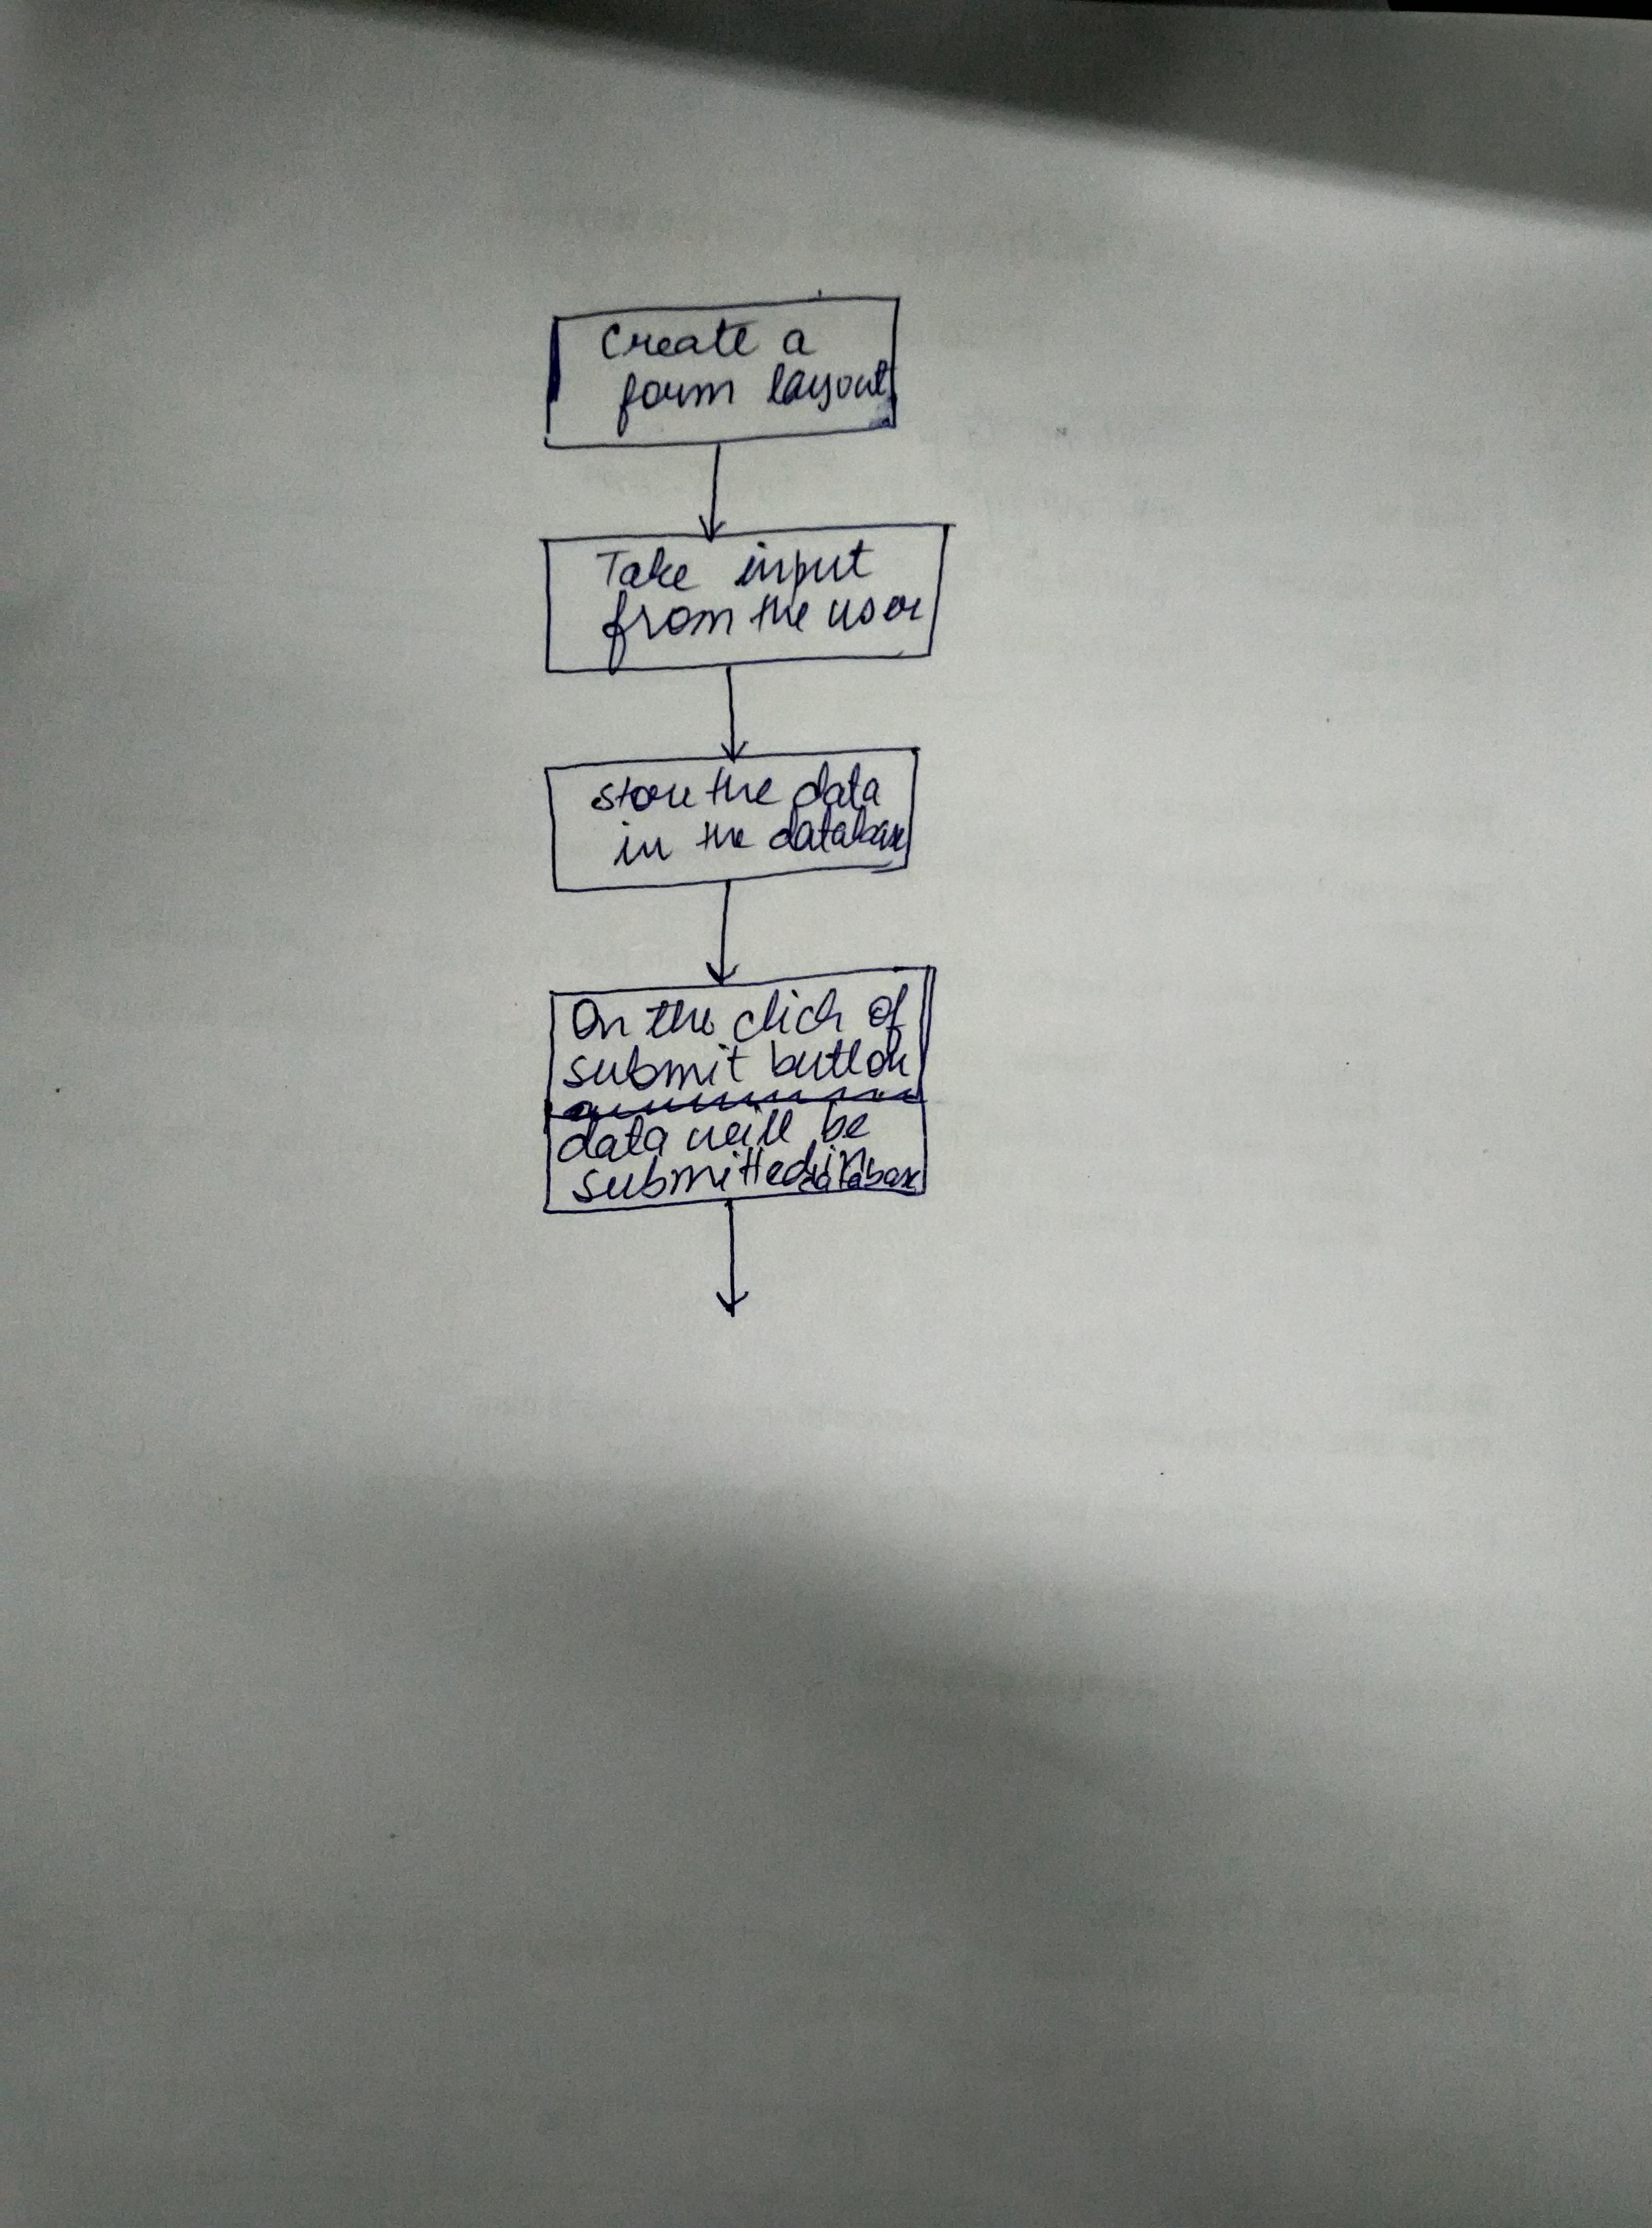 Create a
form layout
Take input
from the user
store the data
in the database
On the click of
submit button
data will be
submitted in
database